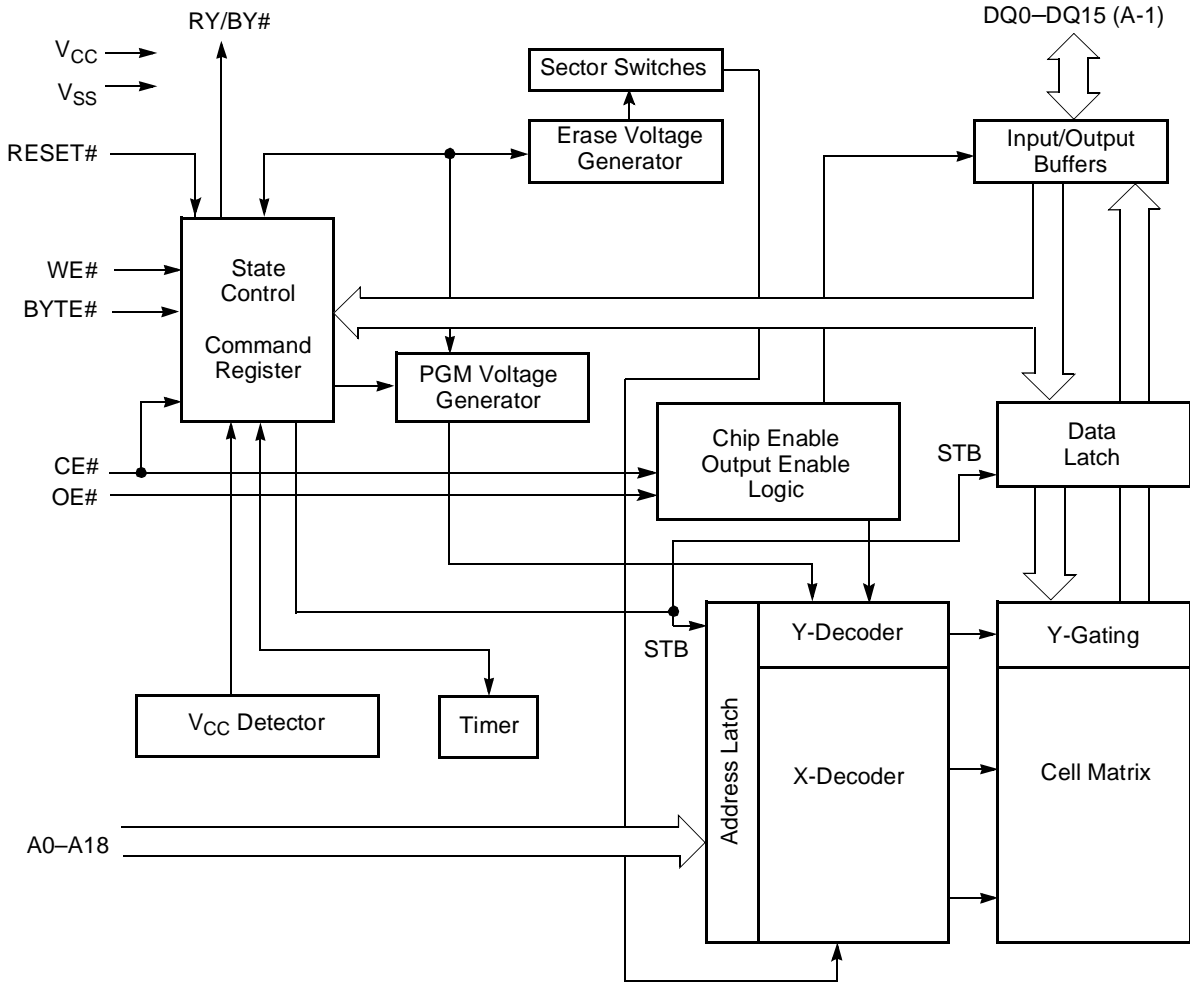 RY/BY#
DQ0–DQ15 (A-1)
VCC
VSS
Sector Switches
Erase Voltage
Generator
Input/Output
Buffers
RESET#
WE#
BYTE#
State
Control
Command
Register
PGM Voltage
Generator
Chip Enable
Output Enable
Logic
Data
Latch
STB
CE#
OE#
STB
Y-Decoder
Y-Gating
VCC Detector
Timer
Address Latch
X-Decoder
Cell Matrix
A0–A18